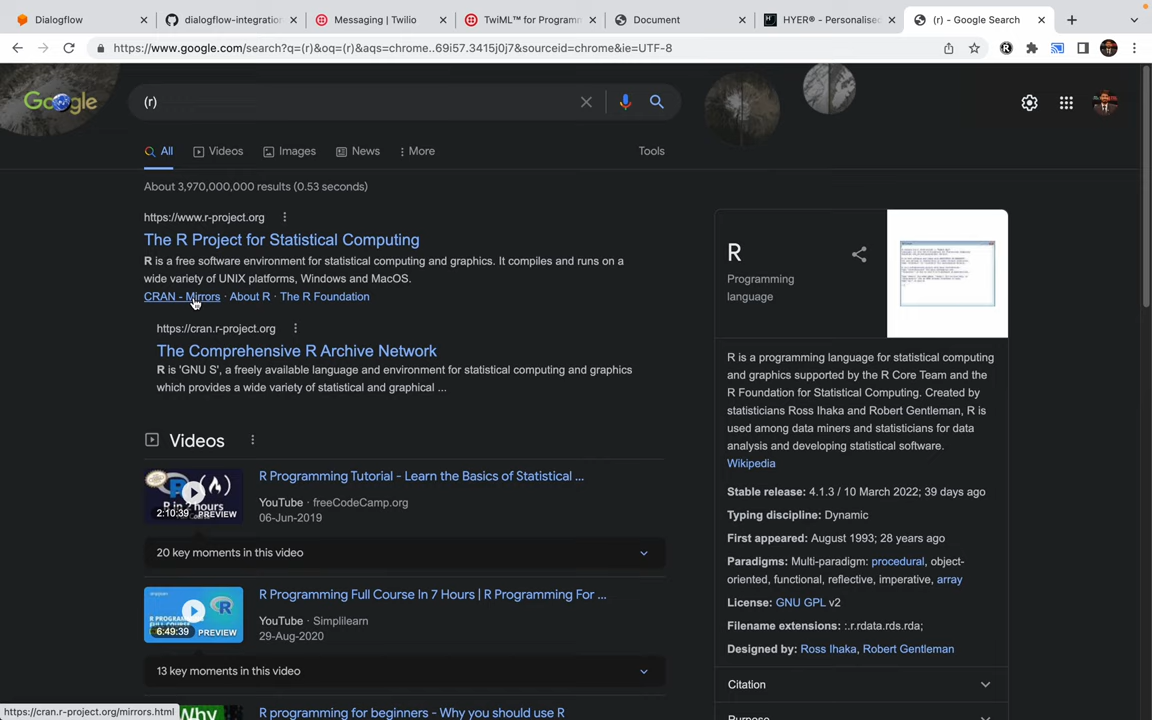 Dialogflow
dialogflow-integration
Messaging | Twilio
TwiML™ for Programm
Document
HYER® - Personalised
(r) - Google Search
https://www.google.com/search?q=(r)&oq=(r)&aqs=chrome..69i57.3415j0j7&sourceid=chrome&ie=UTF-8
Google
(r)
All
Videos
Images
News
More
Tools
About 3,970,000,000 results (0.53 seconds)
https://www.r-project.org
The R Project for Statistical Computing
R is a free software environment for statistical computing and graphics. It compiles and runs on a
wide variety of UNIX platforms, Windows and MacOS.
CRAN - Mirrors · About R · The R Foundation
https://cran.r-project.org
The Comprehensive R Archive Network
R is 'GNU S', a freely available language and environment for statistical computing and graphics
which provides a wide variety of statistical and graphical ...
Videos
R Programming Tutorial - Learn the Basics of Statistical ...
YouTube · freeCodeCamp.org
06-Jun-2019
R in 2 hours
2:10:39
PREVIEW
20 key moments in this video
R Programming Full Course In 7 Hours | R Programming For ...
YouTube · Simplilearn
29-Aug-2020
6:49:39
PREVIEW
13 key moments in this video
Why
R programming for beginners - Why you should use R
R
Programming
language
R is a programming language for statistical computing
and graphics supported by the R Core Team and the
R Foundation for Statistical Computing. Created by
statisticians Ross Ihaka and Robert Gentleman, R is
used among data miners and statisticians for data
analysis and developing statistical software.
Wikipedia
Stable release: 4.1.3 / 10 March 2022; 39 days ago
Typing discipline: Dynamic
First appeared: August 1993; 28 years ago
Paradigms: Multi-paradigm: procedural, object-
oriented, functional, reflective, imperative, array
License: GNU GPL v2
Filename extensions: :.r.rdata.rds.rda;
Designed by: Ross Ihaka, Robert Gentleman
Citation
Purpose
https://cran.r-project.org/mirrors.html